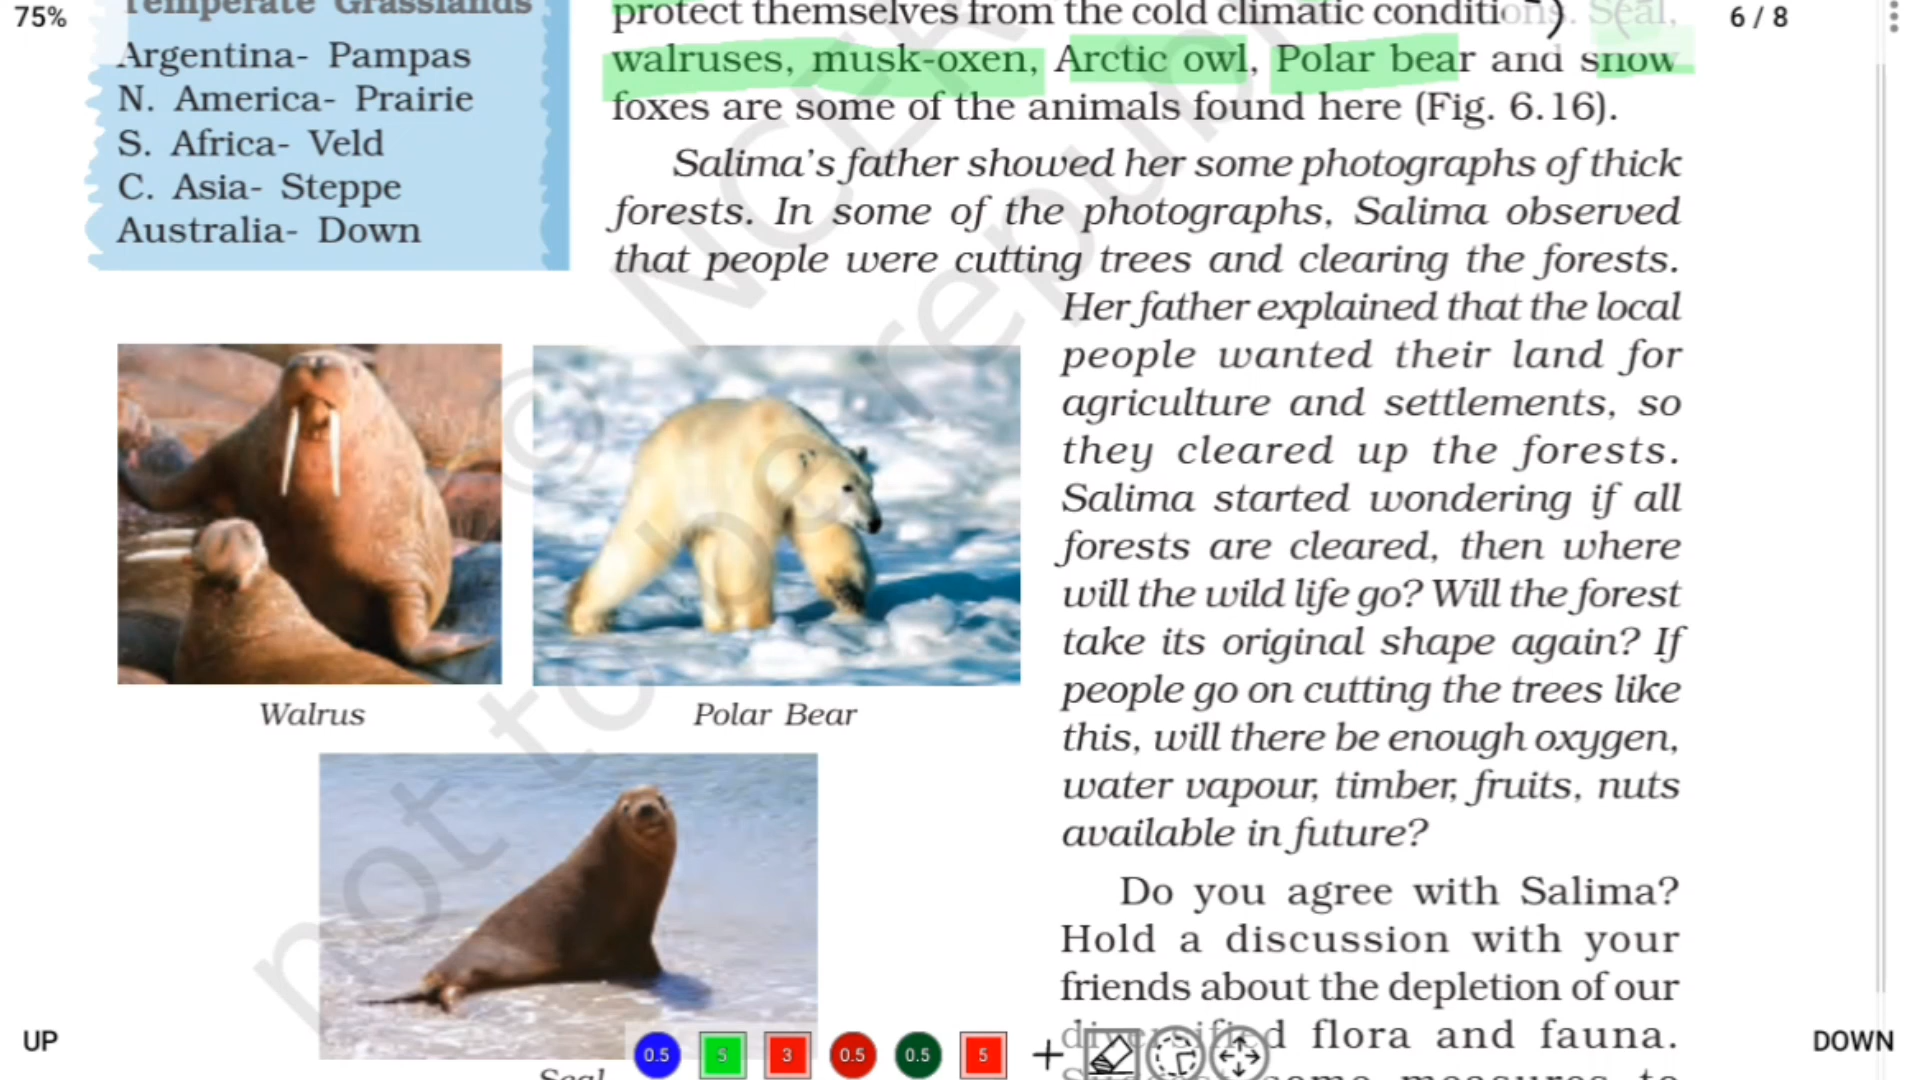 75%
6 / 8
Temperate Grasslands
Argentina- Pampas
N. America- Prairie
S. Africa- Veld
C. Asia- Steppe
Australia- Down
protect themselves from the cold climatic conditions. Seal,
walruses, musk-oxen, Arctic owl, Polar bear and snow
foxes are some of the animals found here (Fig. 6.16).
Salima's father showed her some photographs of thick
forests. In some of the photographs, Salima observed
that people were cutting trees and clearing the forests.
Her father explained that the local
people wanted their land for
agriculture and settlements, so
they cleared up the forests.
Salima started wondering if all
forests are cleared, then where
will the wild life go? Will the forest
take its original shape again? If
people go on cutting the trees like
this, will there be enough oxygen,
water vapour, timber, fruits, nuts
available in future?
Walrus
Polar Bear
Seal
Do you agree with Salima?
Hold a discussion with your
friends about the depletion of our
diversified flora and fauna.
some measures to
© NCERT
not to be republ
UP
0.5
5
3
0.5
0.5
5
DOWN